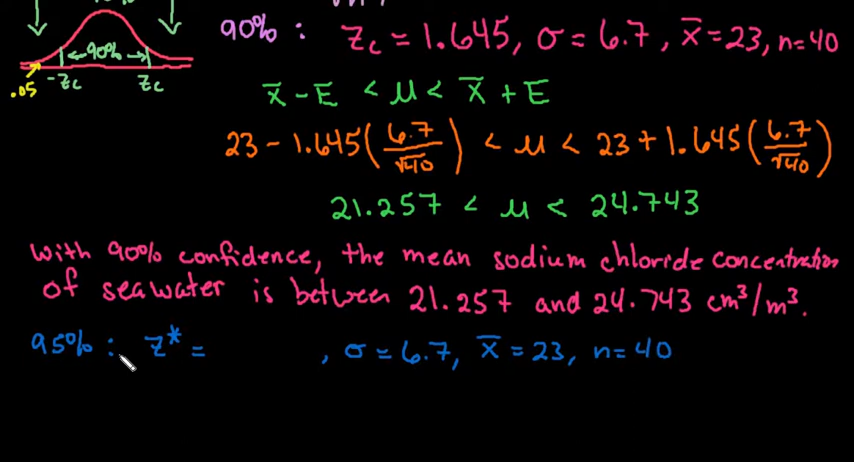 90% : Zc = 1.645, σ = 6.7, x̄ = 23, n = 40
90%
.05 -Zc Zc
x̄ - E < μ < x̄ + E
23 - 1.645(6.7/√40) < μ < 23 + 1.645(6.7/√40)
21.257 < μ < 24.743
With 90% confidence, the mean sodium chloride concentration
of seawater is between 21.257 and 24.743 cm³/m³.
95% : Z* = , σ = 6.7, x̄ = 23, n = 40